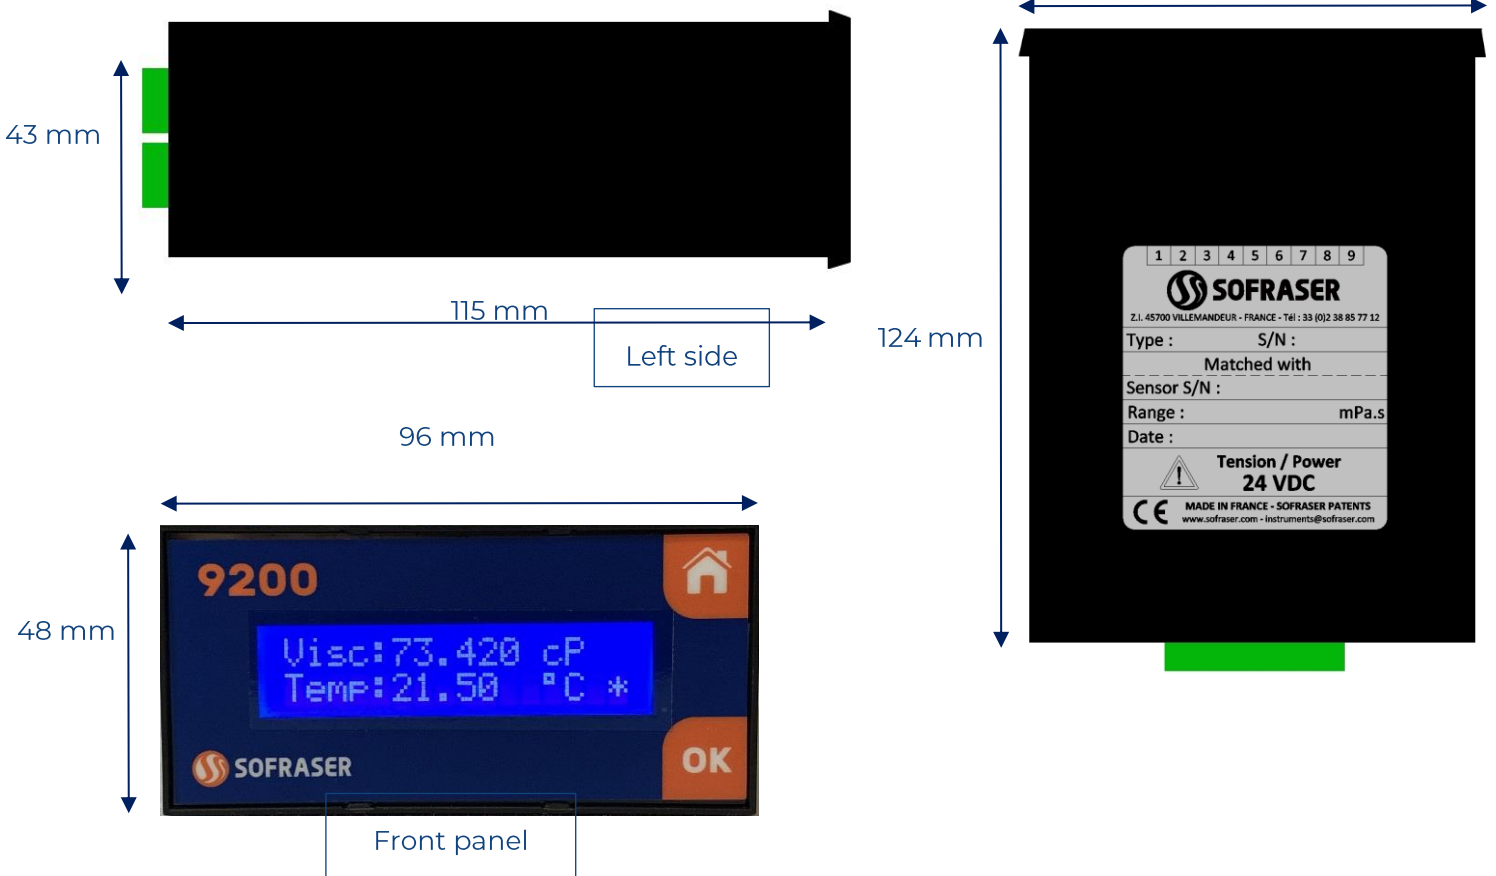 43 mm
115 mm
Left side
96 mm
48 mm
9200
Visc:73.420 cP
Temp:21.50 °C *
SOFRASER
OK
Front panel
124 mm
1 2 3 4 5 6 7 8 9
SOFRASER
Z.I. 45700 VILLEMANDEUR - FRANCE - Tél : 33 (0)2 38 85 77 12
Type : S/N :
Matched with
Sensor S/N :
Range : mPa.s
Date :
Tension / Power
24 VDC
CE MADE IN FRANCE - SOFRASER PATENTS
www.sofraser.com - instruments@sofraser.com